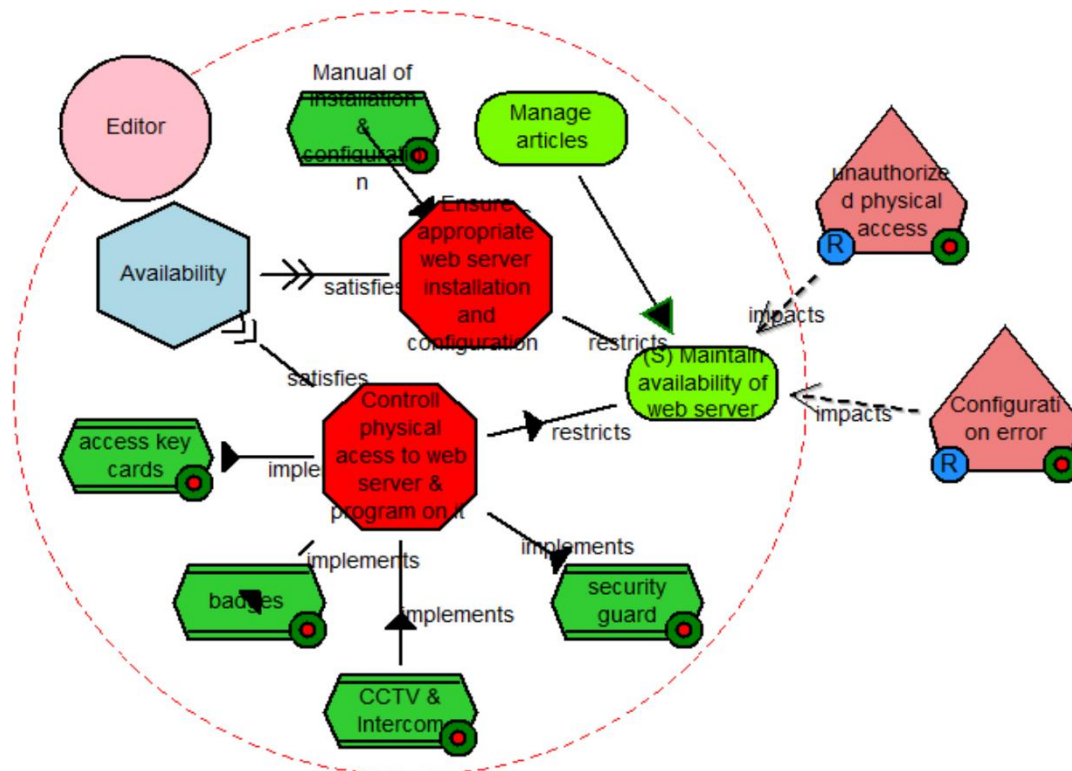 Editor
Manual of
installation
&
configuratio
n
Manage
articles
unauthorize
d physical
access
R
Availability
satisfies
Ensure
appropriate
web server
installation
and
configuration
restricts
impacts
(S) Maintain
availability of
web server
impacts
Configurati
on error
R
satisfies
Controll
physical
acess to web
server &
program on it
restricts
access key
cards
imple
implements
badges
implements
implements
security
guard
CCTV &
Intercom